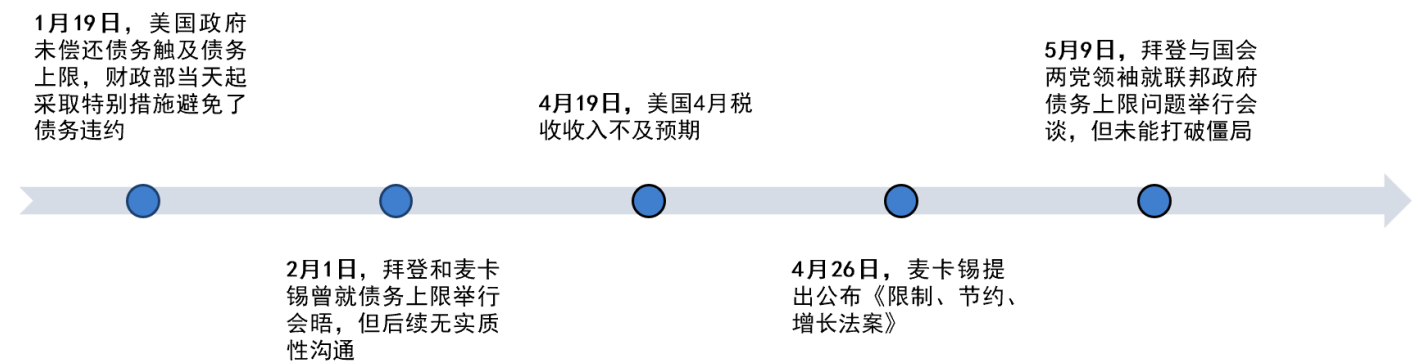 1月19日，美国政府
未偿还债务触及债务
上限，财政部当天起
采取特别措施避免了
债务违约
2月1日，拜登和麦卡
锡曾就债务上限举行
会晤，但后续无实质
性沟通
4月19日，美国4月税
收收入不及预期
4月26日，麦卡锡提
出公布《限制、节约、
增长法案》
5月9日，拜登与国会
两党领袖就联邦政府
债务上限问题举行会
谈，但未能打破僵局